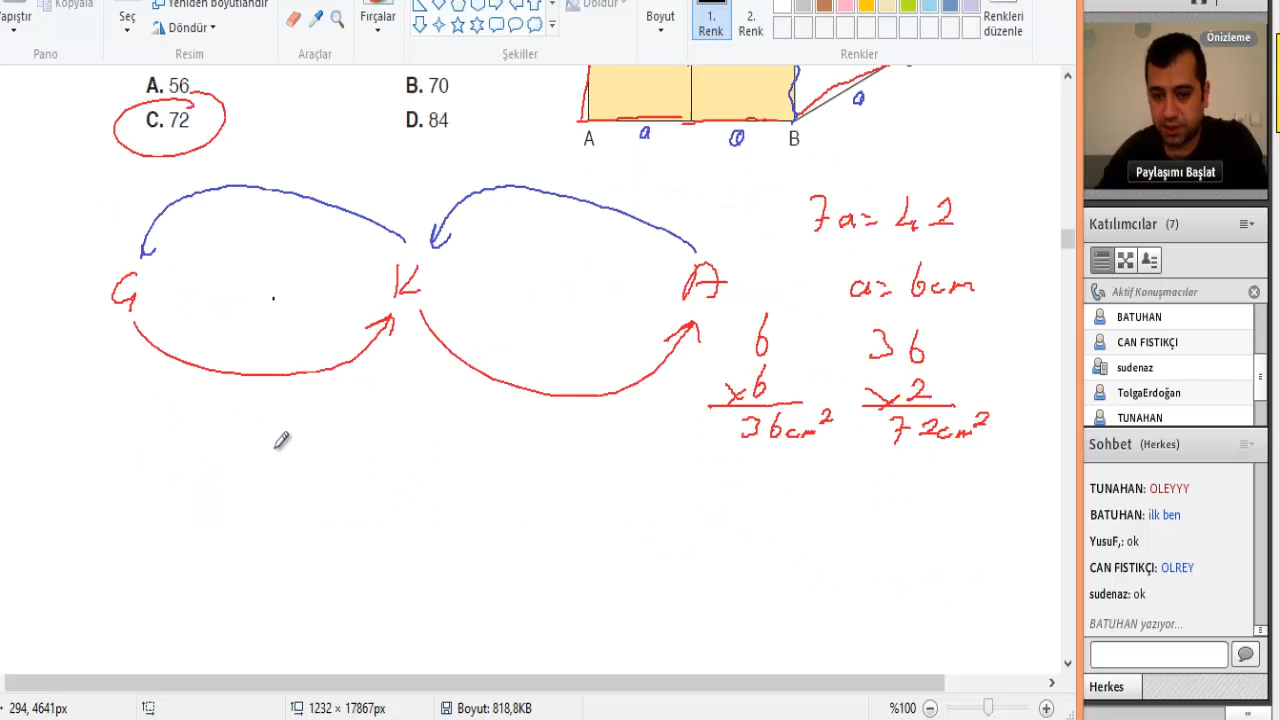 Kopyala
Yeniden boyutlandır
Yapıştır
Seç
Döndür
Fırçalar
Boyut
1.
Renk
2.
Renk
Renkleri
düzenle
Pano
Resim
Araçlar
Şekiller
Renkler
Doldur
A. 56
B. 70
C. 72
D. 84
a
a
a
A
B
G
K
A
7a = 42
a = 6cm
6
x6
36cm²
36
x2
72cm²
Önizleme
Paylaşımı Başlat
Katılımcılar (7)
Aktif Konuşmacılar
BATUHAN
CAN FISTIKÇI
sudenaz
TolgaErdoğan
TUNAHAN
Sohbet (Herkes)
TUNAHAN: OLEYYY
BATUHAN: ilk ben
YusuF,: ok
CAN FISTIKÇI: OLREY
sudenaz: ok
BATUHAN yazıyor...
Herkes
294, 4641px
1232 × 17867px
Boyut: 818,8KB
%100